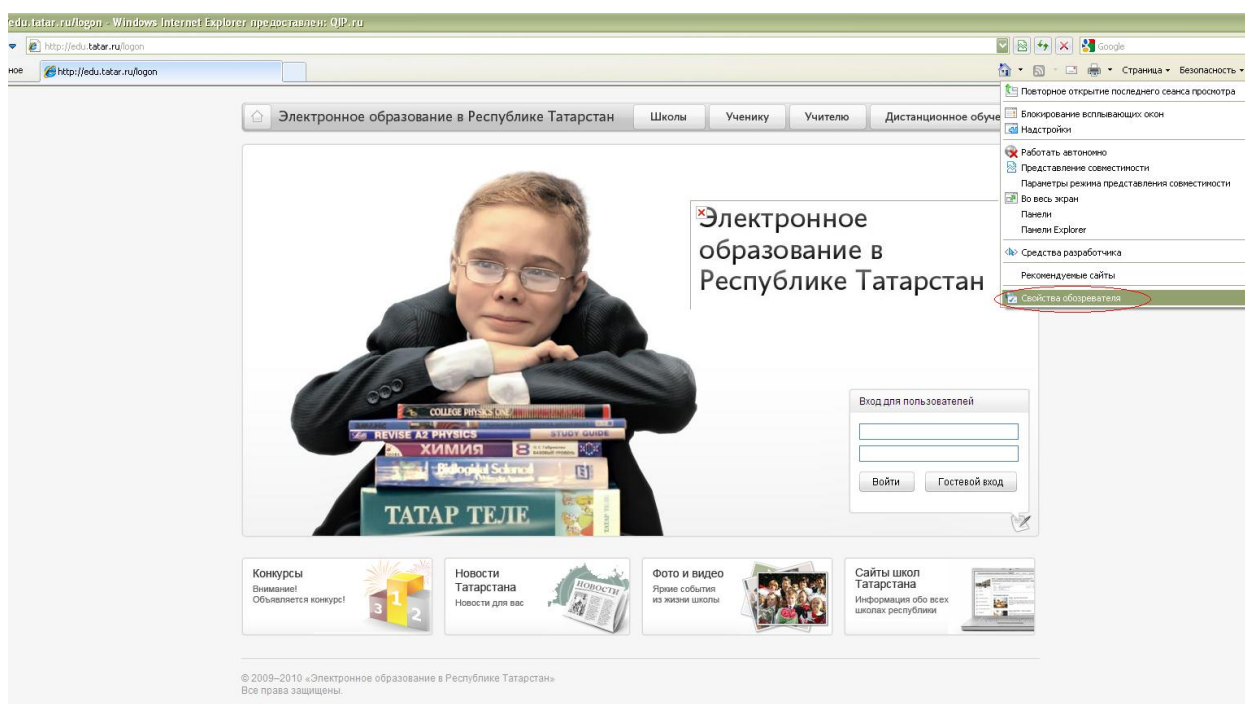 edu.tatar.ru/logon - Windows Internet Explorer предоставлен: QIP.ru
http://edu.tatar.ru/logon
Google
ное
http://edu.tatar.ru/logon
Страница
Безопасность
Повторное открытие последнего сеанса просмотра
Блокирование всплывающих окон
Надстройки
Работать автономно
Представление совместимости
Параметры режима представления совместимости
Во весь экран
Панели
Панели Explorer
Средства разработчика
Рекомендуемые сайты
Свойства обозревателя
Электронное образование в Республике Татарстан
Школы
Ученику
Учителю
Дистанционное обуче
Электронное
образование в
Республике Татарстан
COLLEGE PHYSICS ONE
REVISE A2 PHYSICS
STUDY GUIDE
ХИМИЯ 8
Biological Science
ТАТАР ТЕЛЕ
Вход для пользователей
Войти
Гостевой вход
Конкурсы
Внимание!
Объявляется конкурс!
3 1 2
Новости
Татарстана
Новости для вас
НОВОСТИ
Фото и видео
Яркие события
из жизни школы
Сайты школ
Татарстана
Информация обо всех
школах республики
© 2009–2010 «Электронное образование в Республике Татарстан»
Все права защищены.